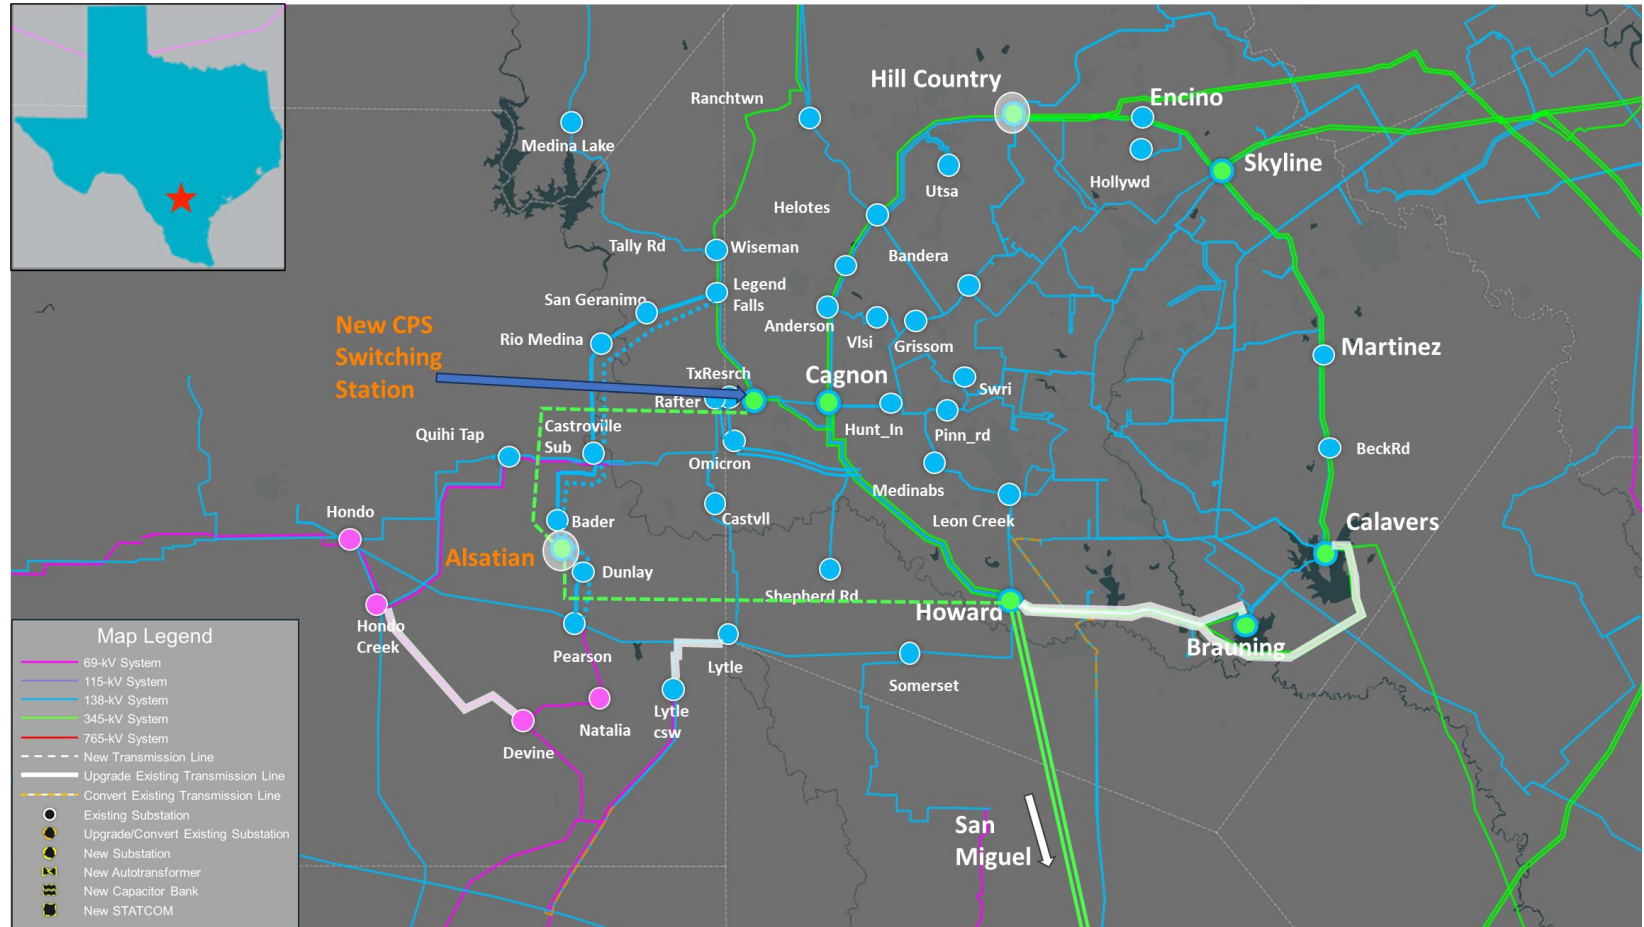 Hill Country
Encino
Ranchtwn
Medina Lake
Skyline
Hollywd
Utsa
Helotes
Tally Rd
Wiseman
Bandera
Legend
Falls
San Geranimo
New CPS
Switching
Station
Anderson
Rio Medina
Vlsi
Grissom
Martinez
TxResrch
Cagnon
Swri
Rafter
Castroville
Sub
Quihi Tap
Hunt_In
Pinn_rd
BeckRd
Omicron
Medinabs
Hondo
Bader
Castvll
Leon Creek
Calavers
Alsatian
Dunlay
Shepherd Rd
Howard
Hondo
Creek
Brauning
Pearson
Lytle
Somerset
Natalia
Lytle
csw
Devine
San
Miguel
Map Legend
69-kV System
115-kV System
138-kV System
345-kV System
765-kV System
New Transmission Line
Upgrade Existing Transmission Line
Convert Existing Transmission Line
Existing Substation
Upgrade/Convert Existing Substation
New Substation
New Autotransformer
New Capacitor Bank
New STATCOM